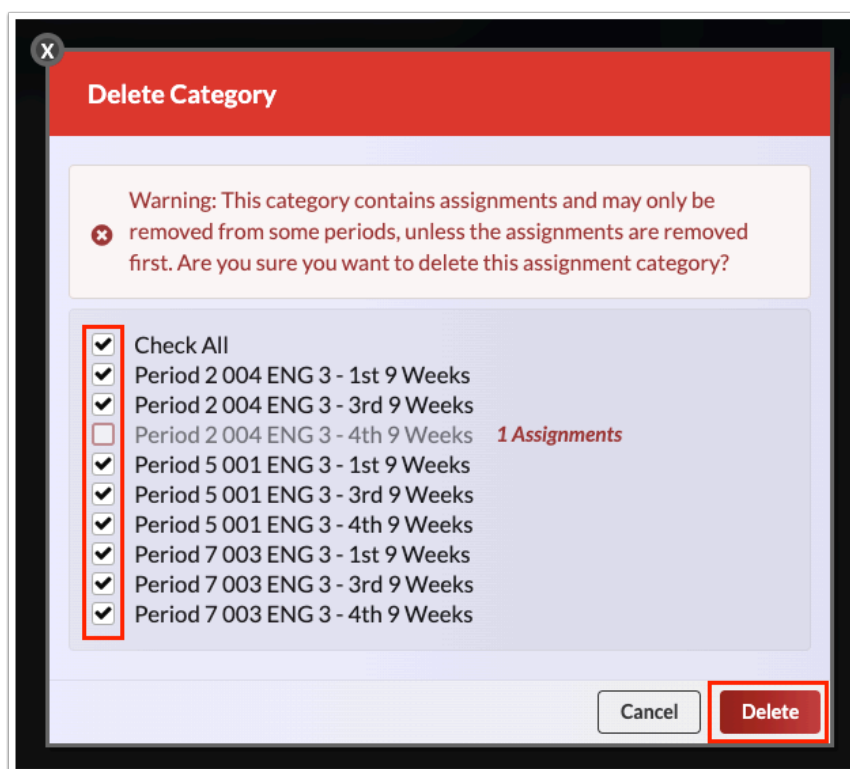 X
Delete Category
Warning: This category contains assignments and may only be
removed from some periods, unless the assignments are removed
first. Are you sure you want to delete this assignment category?
Check All
Period 2 004 ENG 3 - 1st 9 Weeks
Period 2 004 ENG 3 - 3rd 9 Weeks
Period 2 004 ENG 3 - 4th 9 Weeks 1 Assignments
Period 5 001 ENG 3 - 1st 9 Weeks
Period 5 001 ENG 3 - 3rd 9 Weeks
Period 5 001 ENG 3 - 4th 9 Weeks
Period 7 003 ENG 3 - 1st 9 Weeks
Period 7 003 ENG 3 - 3rd 9 Weeks
Period 7 003 ENG 3 - 4th 9 Weeks
Cancel Delete